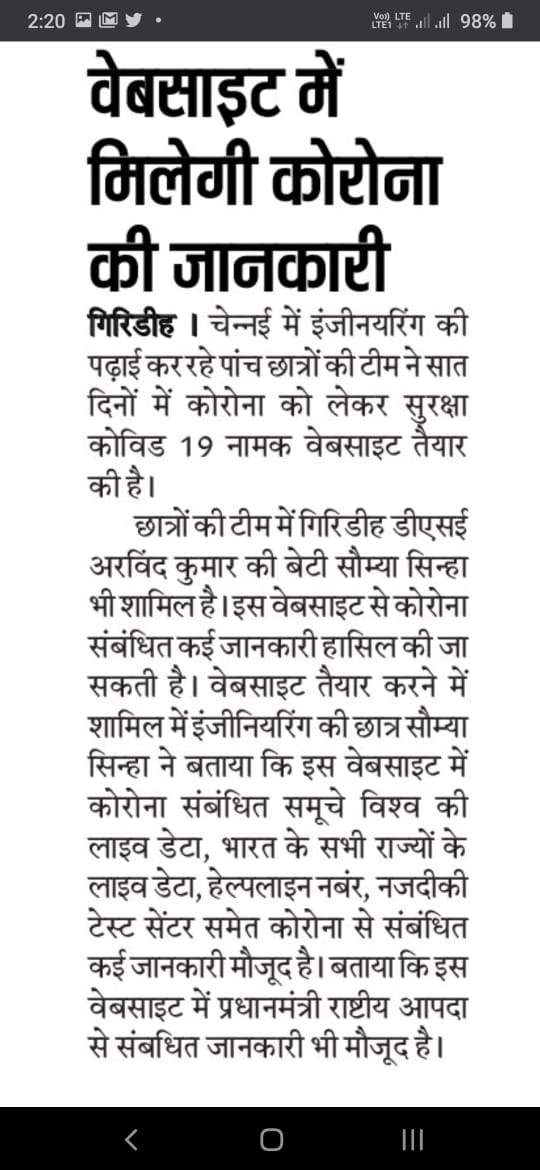 2:20
Vo) LTE
LTE1
98%
वेबसाइट में
मिलेगी कोरोना
की जानकारी
गिरिडीह । चेन्नई में इंजीनयरिंग की
पढ़ाई कर रहे पांच छात्रों की टीम ने सात
दिनों में कोरोना को लेकर सुरक्षा
कोविड 19 नामक वेबसाइट तैयार
की है।
छात्रों की टीम में गिरिडीह डीएसई
अरविंद कुमार की बेटी सौम्या सिन्हा
भी शामिल है। इस वेबसाइट से कोरोना
संबंधित कई जानकारी हासिल की जा
सकती है। वेबसाइट तैयार करने में
शामिल में इंजीनियरिंग की छात्र सौम्या
सिन्हा ने बताया कि इस वेबसाइट में
कोरोना संबंधित समूचे विश्व की
लाइव डेटा, भारत के सभी राज्यों के
लाइव डेटा, हेल्पलाइन नबंर, नजदीकी
टेस्ट सेंटर समेत कोरोना से संबंधित
कई जानकारी मौजूद है। बताया कि इस
वेबसाइट में प्रधानमंत्री राष्टीय आपदा
से संबधित जानकारी भी मौजूद है।